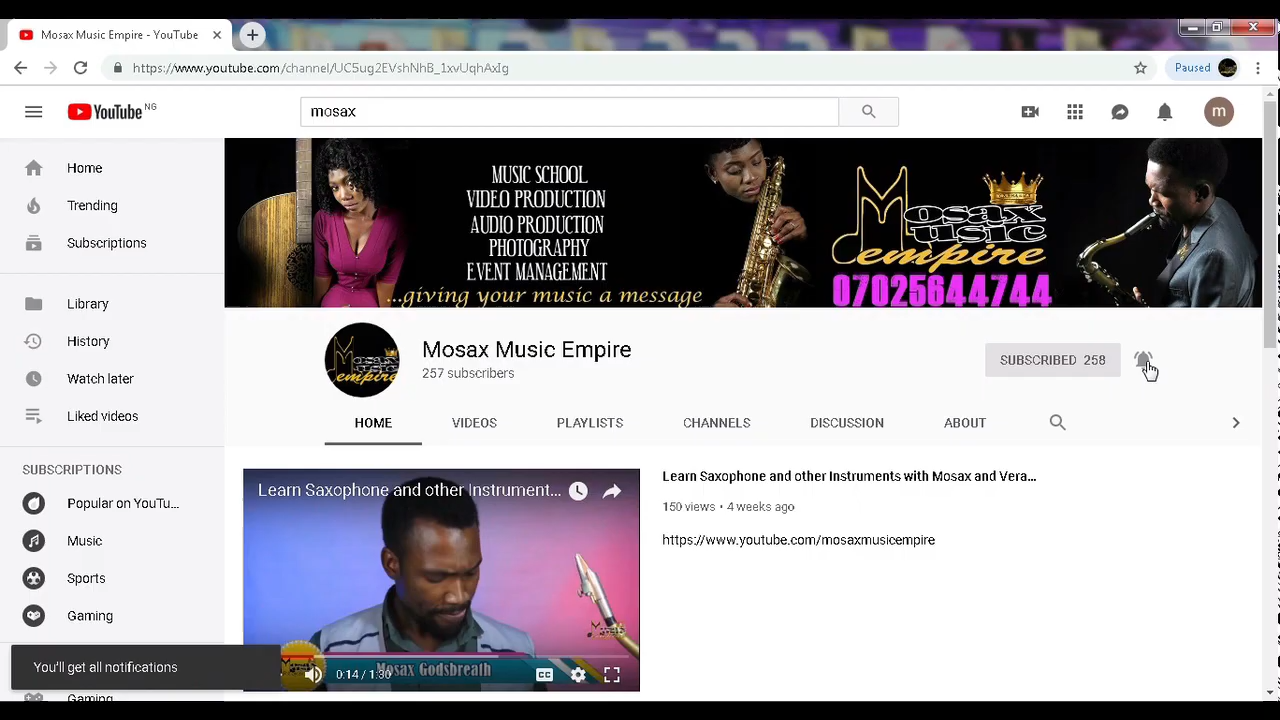 Mosax Music Empire - YouTube
https://www.youtube.com/channel/UC5ug2EVshNhB_1xvUqhAxIg
Paused
YouTube NG
mosax
m
Home
Trending
Subscriptions
Library
History
Watch later
Liked videos
SUBSCRIPTIONS
Popular on YouTu...
Music
Sports
Gaming
Gaming
You'll get all notifications
MUSIC SCHOOL
VIDEO PRODUCTION
AUDIO PRODUCTION
PHOTOGRAPHY
EVENT MANAGEMENT
...giving your music a message
Mosax
Music
empire
07025644744
Mosax
Music
empire
Mosax Music Empire
257 subscribers
SUBSCRIBED 258
HOME
VIDEOS
PLAYLISTS
CHANNELS
DISCUSSION
ABOUT
Learn Saxophone and other Instrument...
Mosax Godsbreath
0:14 / 1:30
CC
Learn Saxophone and other Instruments with Mosax and Vera...
150 views • 4 weeks ago
https://www.youtube.com/mosaxmusicempire